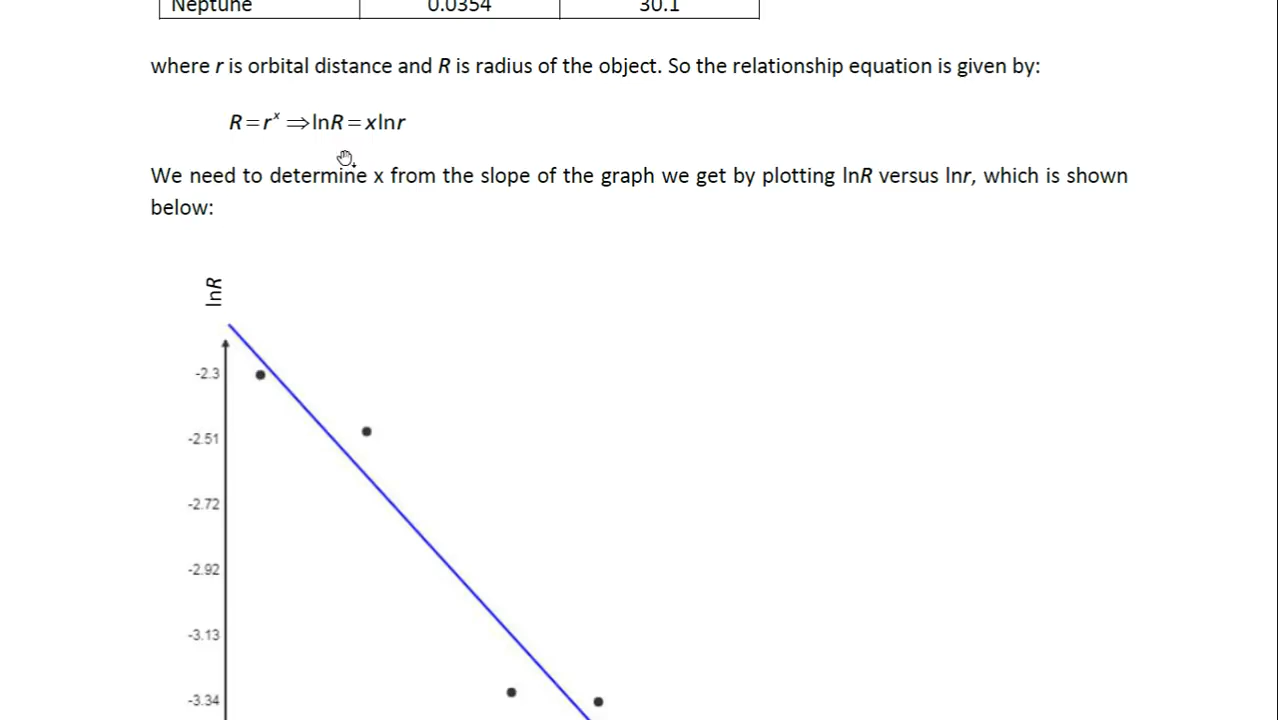 Neptune 0.0354 30.1
where r is orbital distance and R is radius of the object. So the relationship equation is given by:
R = rˣ ⇒ lnR = x lnr
We need to determine x from the slope of the graph we get by plotting lnR versus lnr, which is shown
below:
lnR
-2.3
-2.51
-2.72
-2.92
-3.13
-3.34